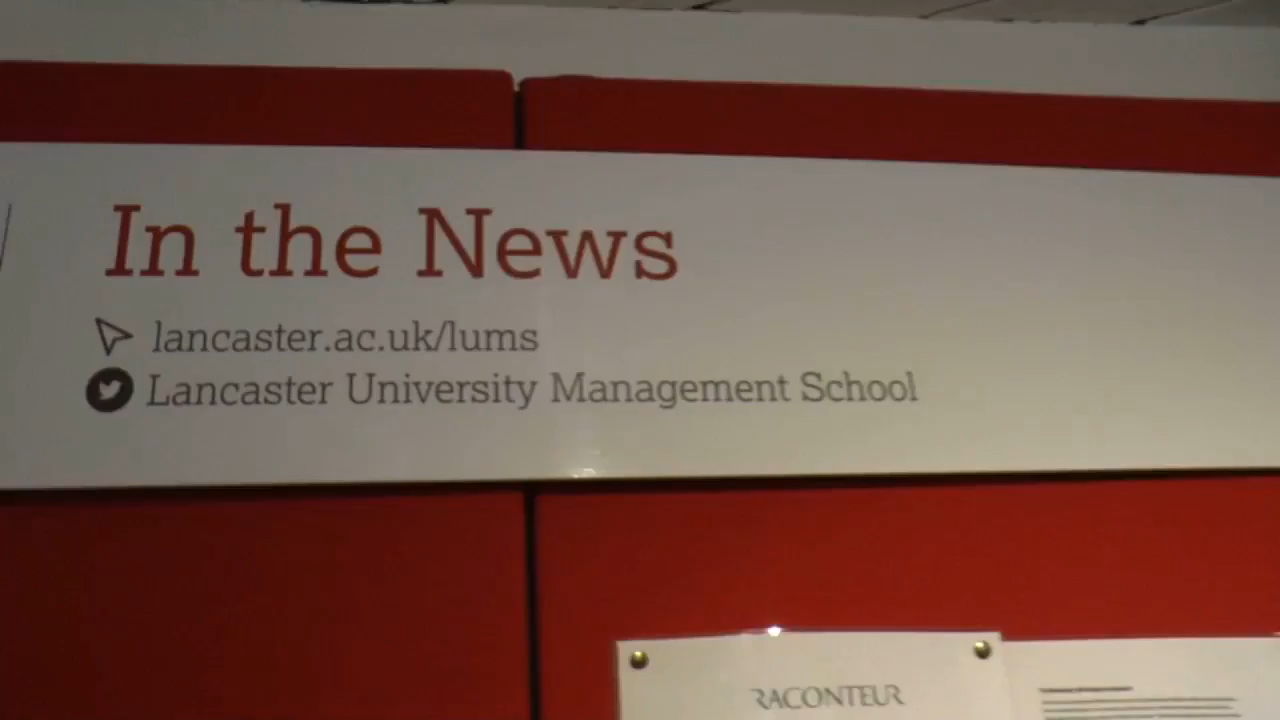 In the News
lancaster.ac.uk/lums
Lancaster University Management School
RACONTEUR